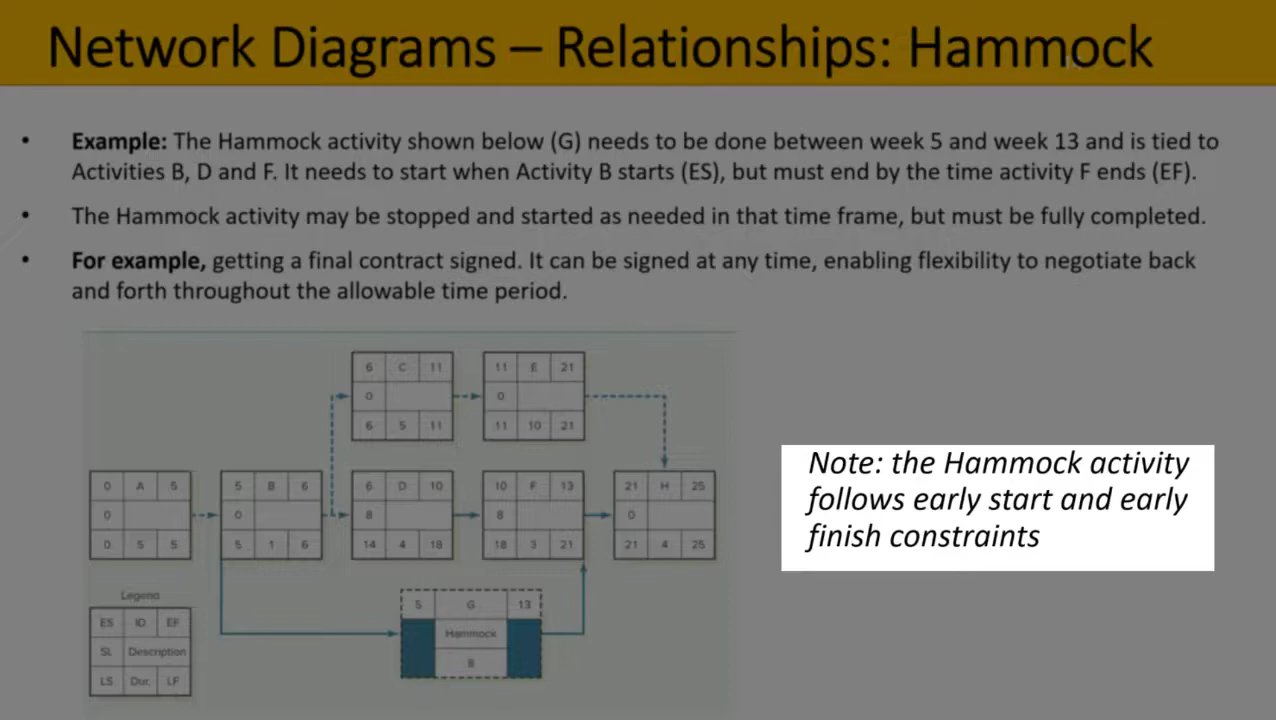 Network Diagrams – Relationships: Hammock
• Example: The Hammock activity shown below (G) needs to be done between week 5 and week 13 and is tied to
Activities B, D and F. It needs to start when Activity B starts (ES), but must end by the time activity F ends (EF).
• The Hammock activity may be stopped and started as needed in that time frame, but must be fully completed.
• For example, getting a final contract signed. It can be signed at any time, enabling flexibility to negotiate back
and forth throughout the allowable time period.
6 C 11
0
6 5 11
11 E 21
0
11 10 21
0 A 5
0
0 5 5
5 B 6
0
5 1 6
6 D 10
8
14 4 18
10 F 13
8
18 3 21
21 H 25
0
21 4 25
Note: the Hammock activity
follows early start and early
finish constraints
Legend
ES ID EF
SL Description
LS Dur. LF
5 G 13
Hammock
8